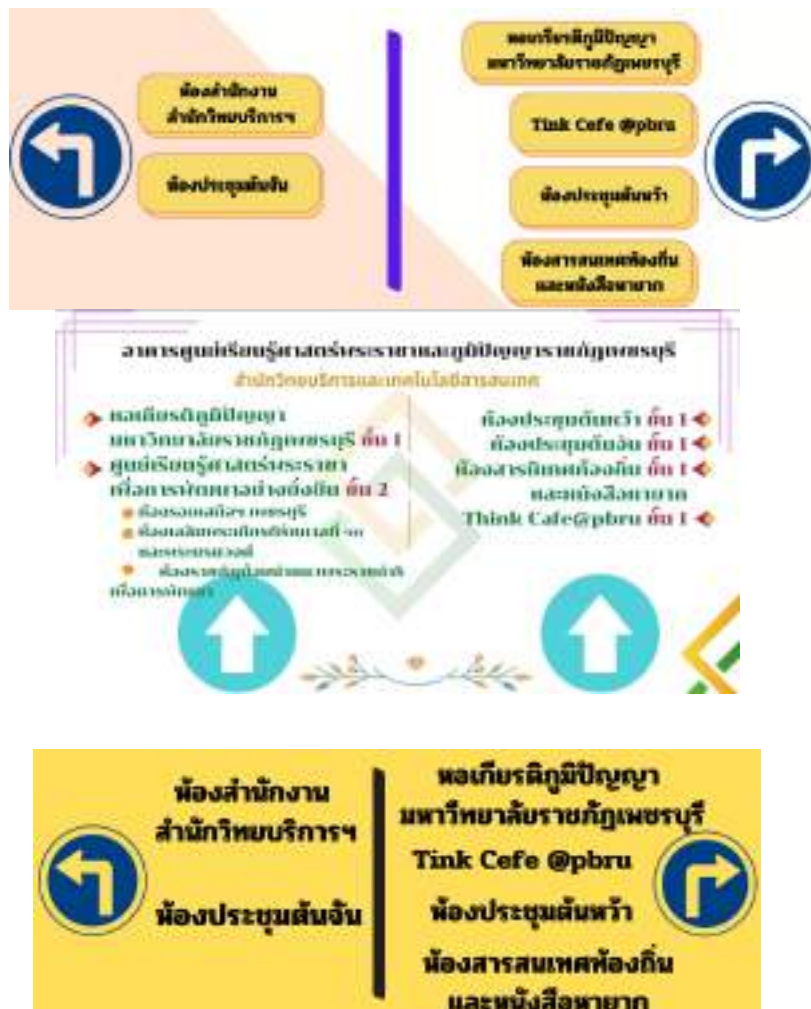 ห้องสำนักงาน
สำนักวิทยบริการฯ
ห้องประชุมต้นจัน
หอเกียรติภูมิปัญญา
มหาวิทยาลัยราชภัฏเพชรบุรี
Tink Cefe @pbru
ห้องประชุมต้นหว้า
ห้องสารสนเทศท้องถิ่น
และหนังสือหายาก
อาคารศูนย์เรียนรู้ศาสตร์พระราชาและภูมิปัญญาราชภัฏเพชรบุรี
สำนักวิทยบริการและเทคโนโลยีสารสนเทศ
หอเกียรติภูมิปัญญา
มหาวิทยาลัยราชภัฏเพชรบุรี ชั้น 1
ศูนย์เรียนรู้ศาสตร์พระราชา
เพื่อการพัฒนาอย่างยั่งยืน ชั้น 2
เพื่อการพัฒนา
ห้องประชุมต้นหว้า ชั้น 1
ห้องประชุมต้นจัน ชั้น 1
ห้องสารนิเทศท้องถิ่น ชั้น 1
และหนังสือหายาก
Think Cafe@pbru ชั้น 1
ห้องสำนักงาน
สำนักวิทยบริการฯ
ห้องประชุมต้นจัน
หอเกียรติภูมิปัญญา
มหาวิทยาลัยราชภัฏเพชรบุรี
Tink Cefe @pbru
ห้องประชุมต้นหว้า
ห้องสารสนเทศท้องถิ่น
และหนังสือหายาก